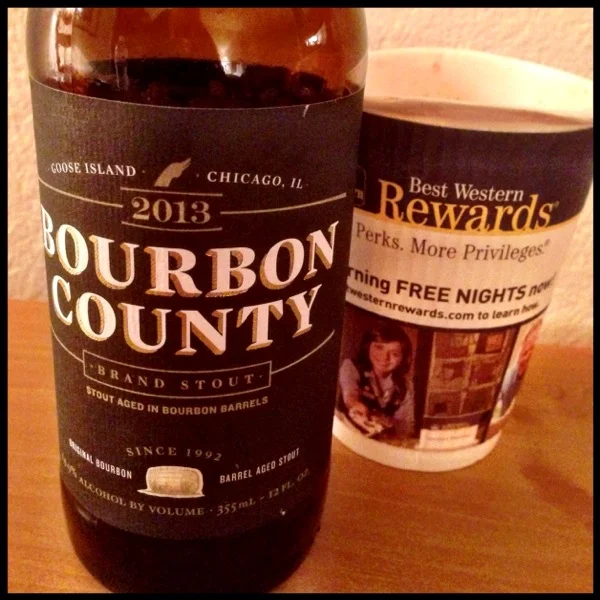 GOOSE ISLAND · CHICAGO, IL
2013
BOURBON
COUNTY
· BRAND STOUT ·
STOUT AGED IN BOURBON BARRELS
SINCE 1992
ORIGINAL BOURBON BARREL AGED STOUT
ALCOHOL BY VOLUME · 355mL - 12 FL. OZ.
Best Western
Rewards®
Perks. More Privileges.®
rning FREE NIGHTS now!
westernrewards.com to learn how.